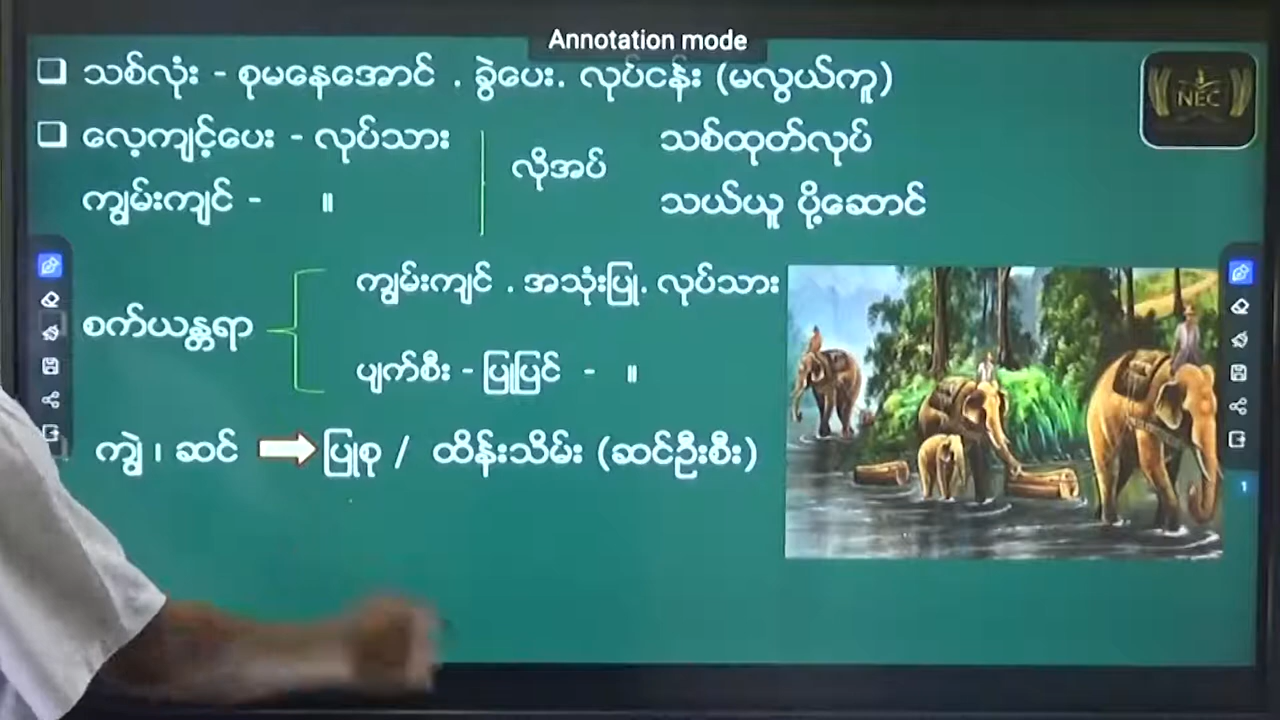 Annotation mode
❑ သစ်လုံး - စုမနေအောင် . ခွဲပေး. လုပ်ငန်း (မလွယ်ကူ)
NEC
❑ လေ့ကျင့်ပေး - လုပ်သား
ကျွမ်းကျင် - ။
လိုအပ်
သစ်ထုတ်လုပ်
သယ်ယူ ပို့ဆောင်
စက်ယန္တရာ
ကျွမ်းကျင် . အသုံးပြု. လုပ်သား
ပျက်စီး - ပြုပြင် - ။
ကျွဲ ၊ ဆင် ➡ ပြုစု / ထိန်းသိမ်း (ဆင်ဦးစီး)
1